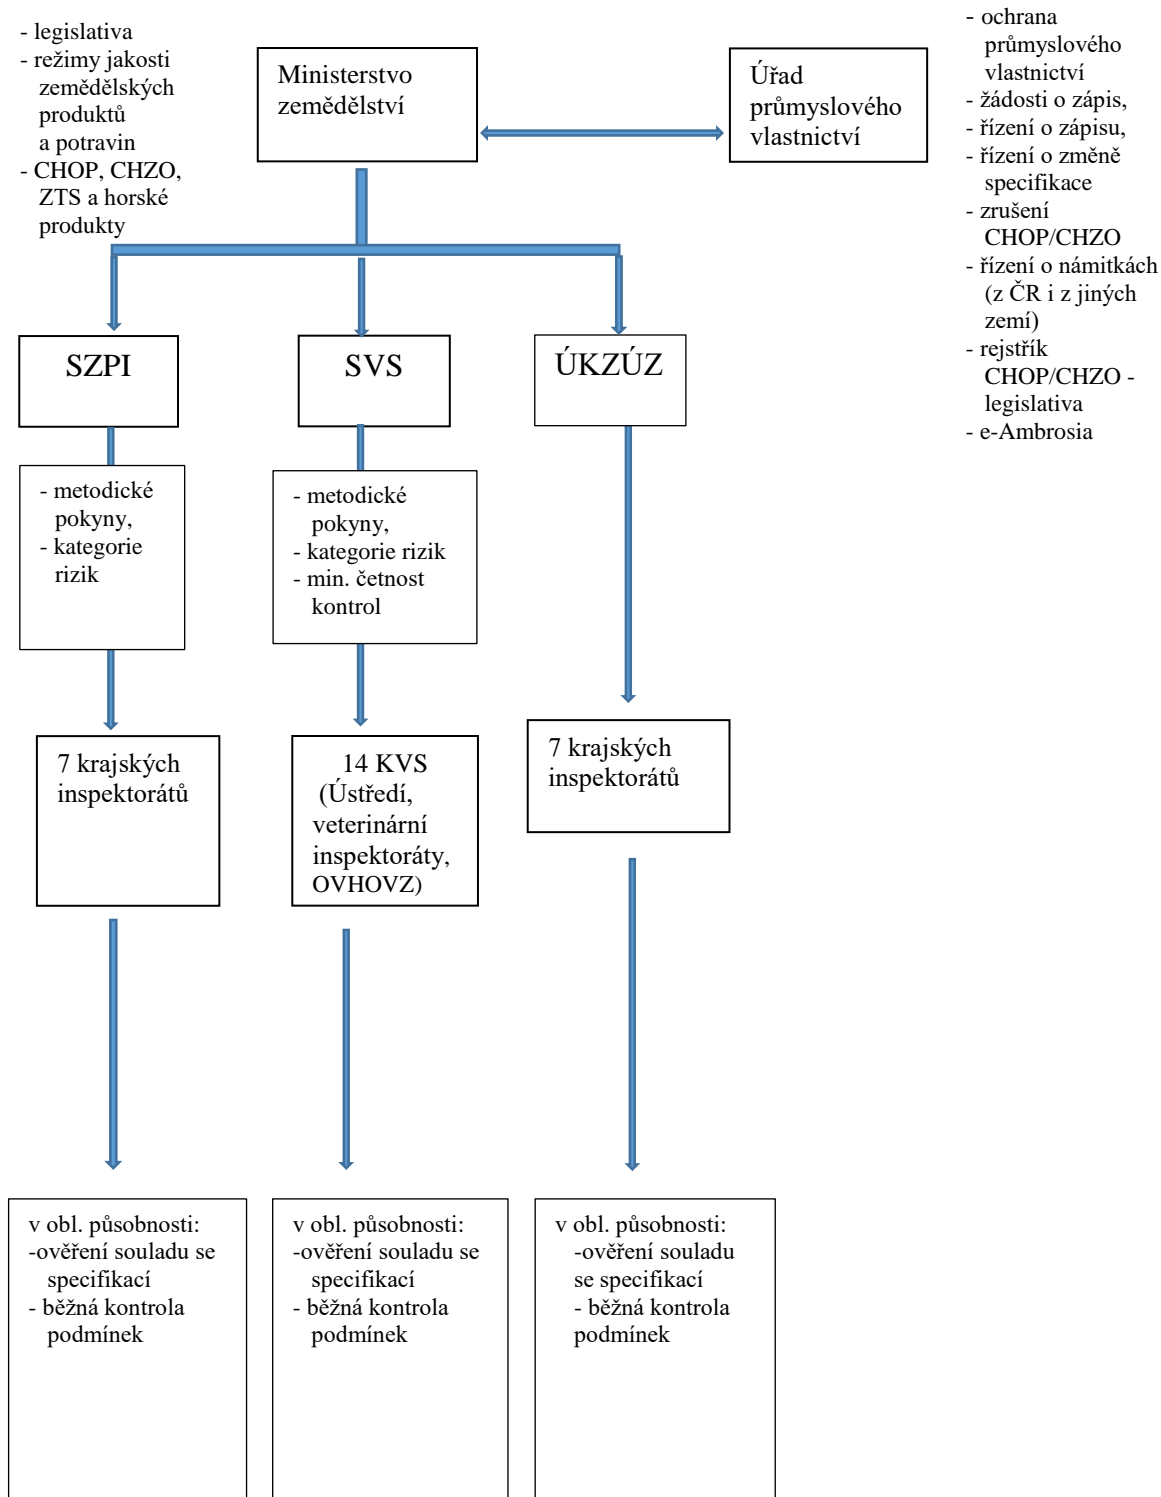 - legislativa
- režimy jakosti
zemědělských
produktů
a potravin
- CHOP, CHZO,
ZTS a horské
produkty
Ministerstvo
zemědělství
Úřad
průmyslového
vlastnictví
- ochrana
průmyslového
vlastnictví
- žádosti o zápis,
- řízení o zápisu,
- řízení o změně
specifikace
- zrušení
CHOP/CHZO
- řízení o námitkách
(z ČR i z jiných
zemí)
- rejstřík
CHOP/CHZO -
legislativa
- e-Ambrosia
SZPI
SVS
ÚKZÚZ
- metodické
pokyny,
- kategorie
rizik
- metodické
pokyny,
- kategorie rizik
- min. četnost
kontrol
7 krajských
inspektorátů
14 KVS
(Ústředí,
veterinární
inspektoráty,
OVHOVZ)
7 krajských
inspektorátů
v obl. působnosti:
-ověření souladu se
specifikací
- běžná kontrola
podmínek
v obl. působnosti:
-ověření souladu se
specifikací
- běžná kontrola
podmínek
v obl. působnosti:
-ověření souladu
se specifikací
- běžná kontrola
podmínek